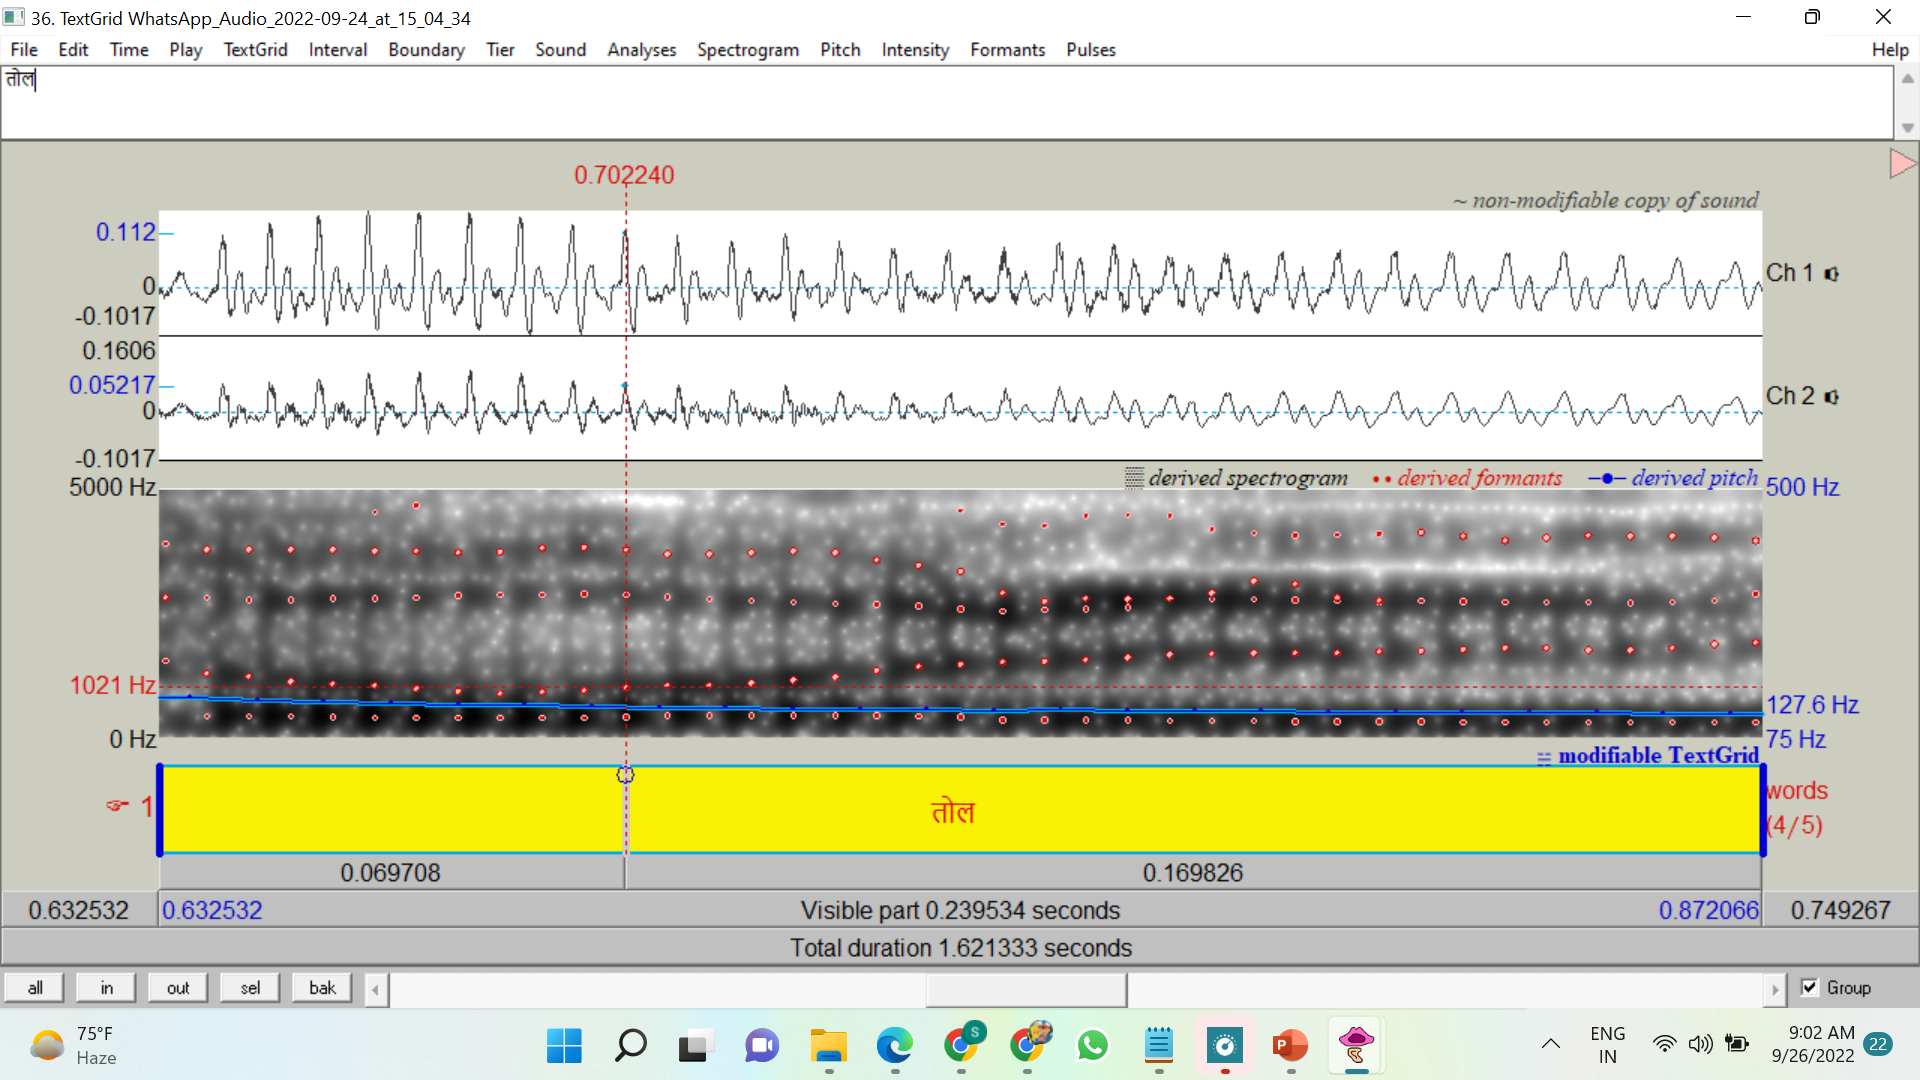 36. TextGrid WhatsApp_Audio_2022-09-24_at_15_04_34
File Edit Time Play TextGrid Interval Boundary Tier Sound Analyses Spectrogram Pitch Intensity Formants Pulses Help
तोल
0.702240
~ non-modifiable copy of sound
0.112
0
-0.1017
Ch 1
0.1606
0.05217
0
-0.1017
Ch 2
derived spectrogram derived formants derived pitch
5000 Hz
500 Hz
1021 Hz
127.6 Hz
0 Hz
75 Hz
modifiable TextGrid
1
तोल
words
(4/5)
0.069708 0.169826
0.632532 0.632532 Visible part 0.239534 seconds 0.872066 0.749267
Total duration 1.621333 seconds
all in out sel bak Group
75°F
Haze
S
P
ENG
IN
9:02 AM
9/26/2022
22